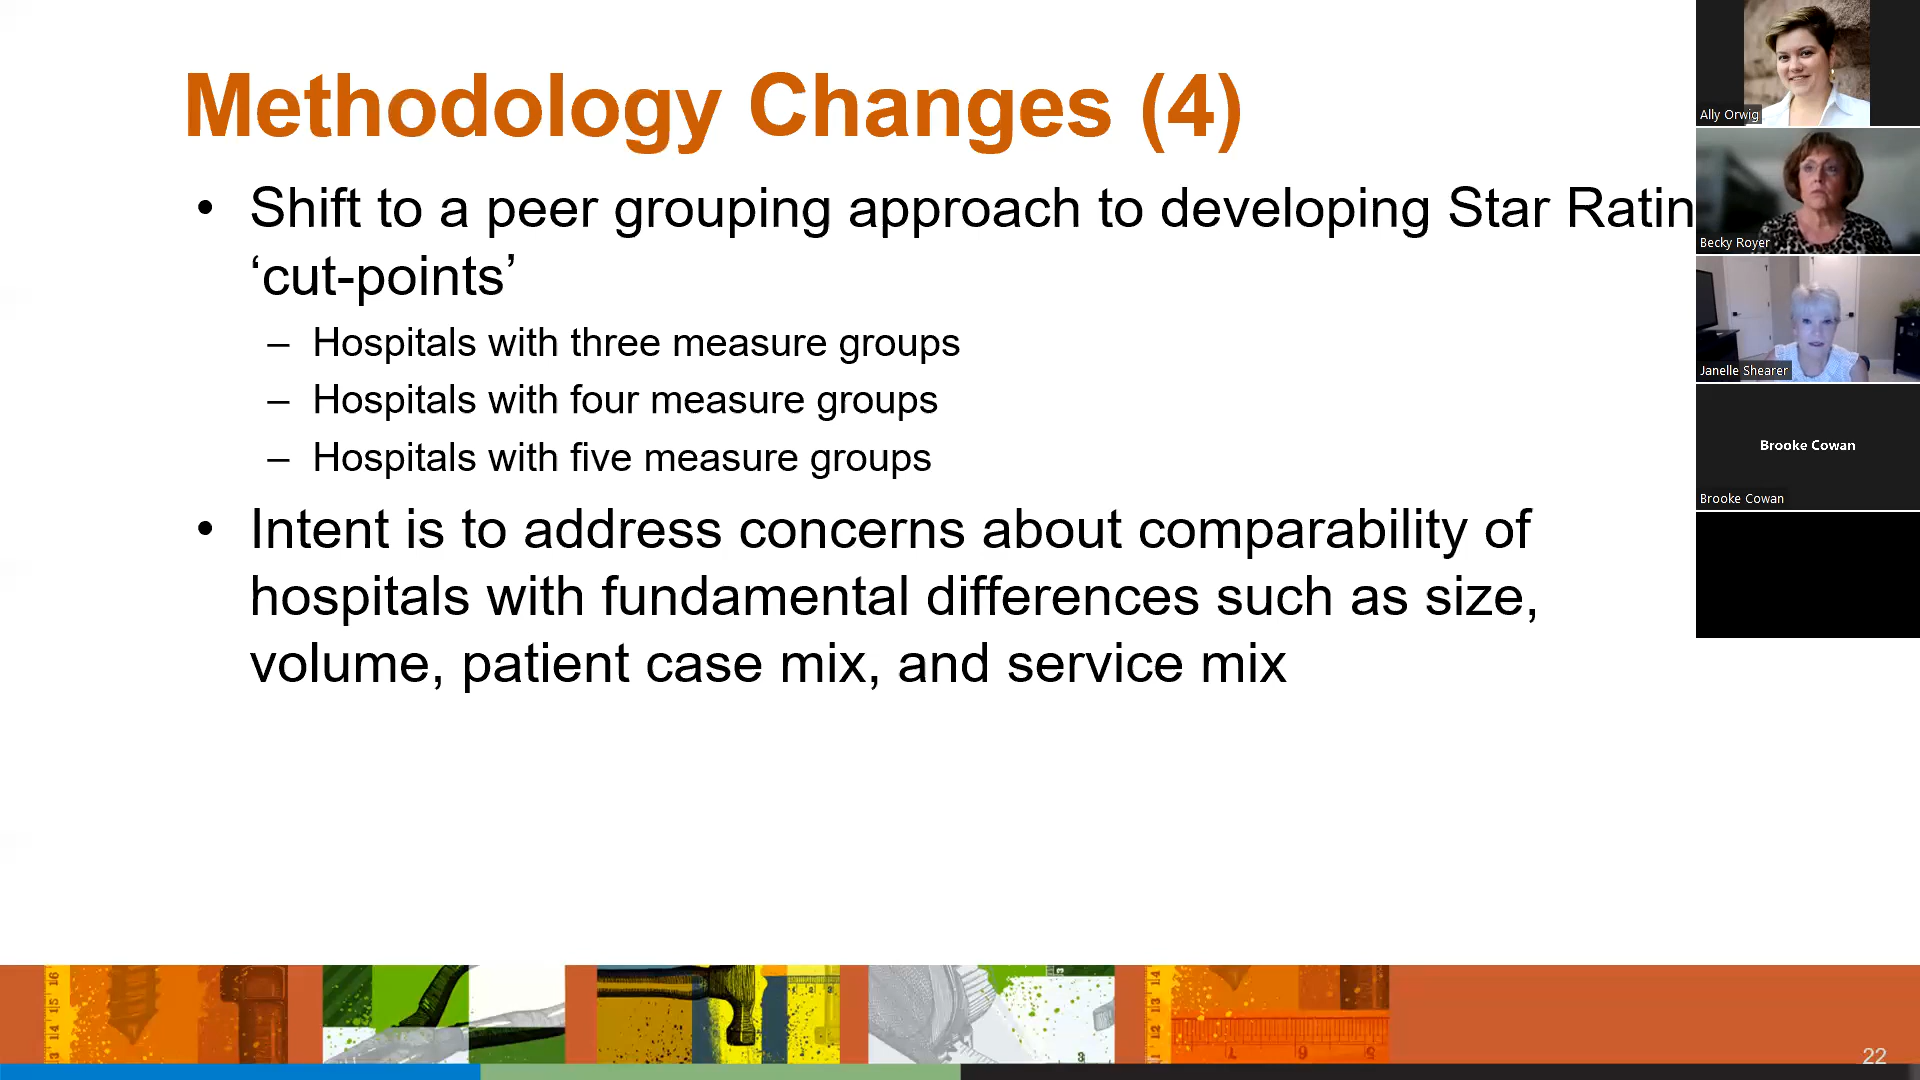 Methodology Changes (4)
• Shift to a peer grouping approach to developing Star Ratin
‘cut-points’
– Hospitals with three measure groups
– Hospitals with four measure groups
– Hospitals with five measure groups
• Intent is to address concerns about comparability of
hospitals with fundamental differences such as size,
volume, patient case mix, and service mix
Ally Orwig
Becky Royer
Janelle Shearer
Brooke Cowan
Brooke Cowan
22